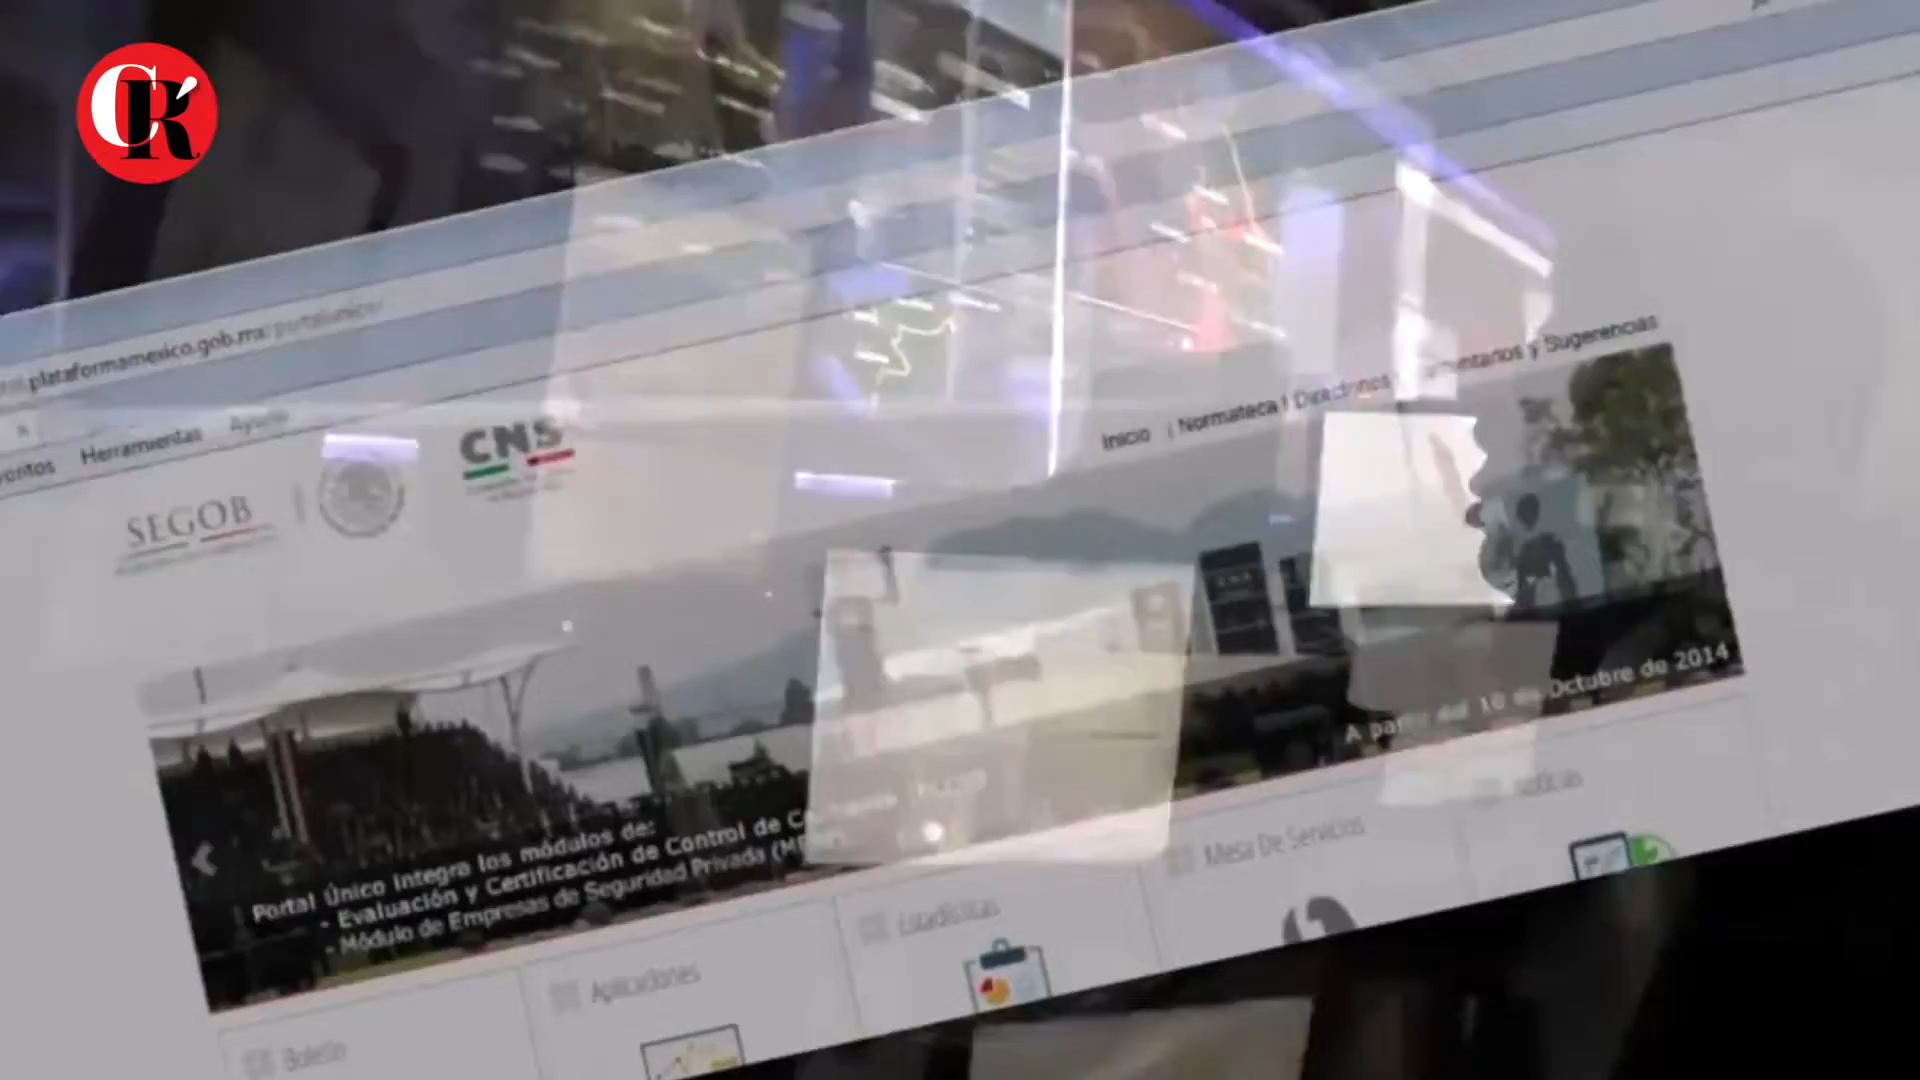 CR
plataformamexico.gob.mx/portalunico/
Herramientas Ayuda
SEGOB
CNS
Inicio | Normateca | Directorios
y Sugerencias
A partir del 10 de Octubre de 2014
Portal Único Integra los módulos de:
- Evaluación y Certificación de Control de
- Módulo de Empresas de Seguridad Privada
Noticias
Mesa De Servicios
Estadísticas
Aplicaciones
Boletín